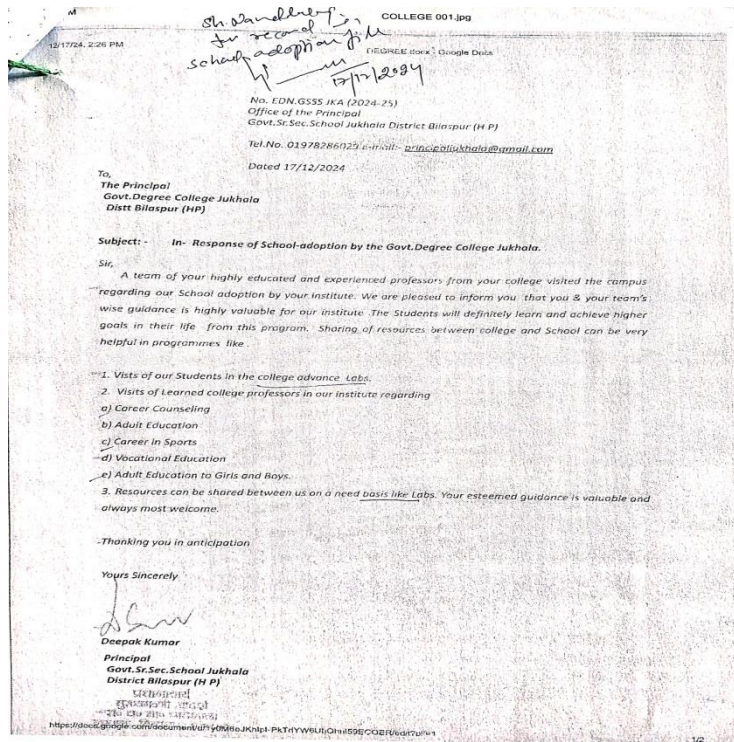 COLLEGE 001.jpg
12/17/24, 2:26 PM
DEGREE.docx - Google Docs
for record in
school adoption file
17/12/2024
No. EDN.GSSS JKA (2024-25)
Office of the Principal
Govt.Sr.Sec.School Jukhala District Bilaspur (H P)
Tel.No. 01978286029 e-mail:- principaljukhala@gmail.com
Dated 17/12/2024
To,
The Principal
Govt.Degree College Jukhala
Distt Bilaspur (HP)
Subject: - In- Response of School-adoption by the Govt.Degree College Jukhala.
Sir,
A team of your highly educated and experienced professors from your college visited the campus
regarding our School adoption by your institute. We are pleased to inform you that you & your team's
wise guidance is highly valuable for our institute .The Students will definitely learn and achieve higher
goals in their life from this program. Sharing of resources between college and School can be very
helpful in programmes like .
1. Vists of our Students in the college advance Labs.
2. Visits of Learned college professors in our institute regarding
a) Career Counseling
b) Adult Education
c) Career in Sports
d) Vocational Education
e) Adult Education to Girls and Boys.
3. Resources can be shared between us on a need basis like Labs. Your esteemed guidance is valuable and
always most welcome.
Thanking you in anticipation
Yours Sincerely
Deepak Kumar
Principal
Govt.Sr.Sec.School Jukhala
District Bilaspur (H P)
1/2